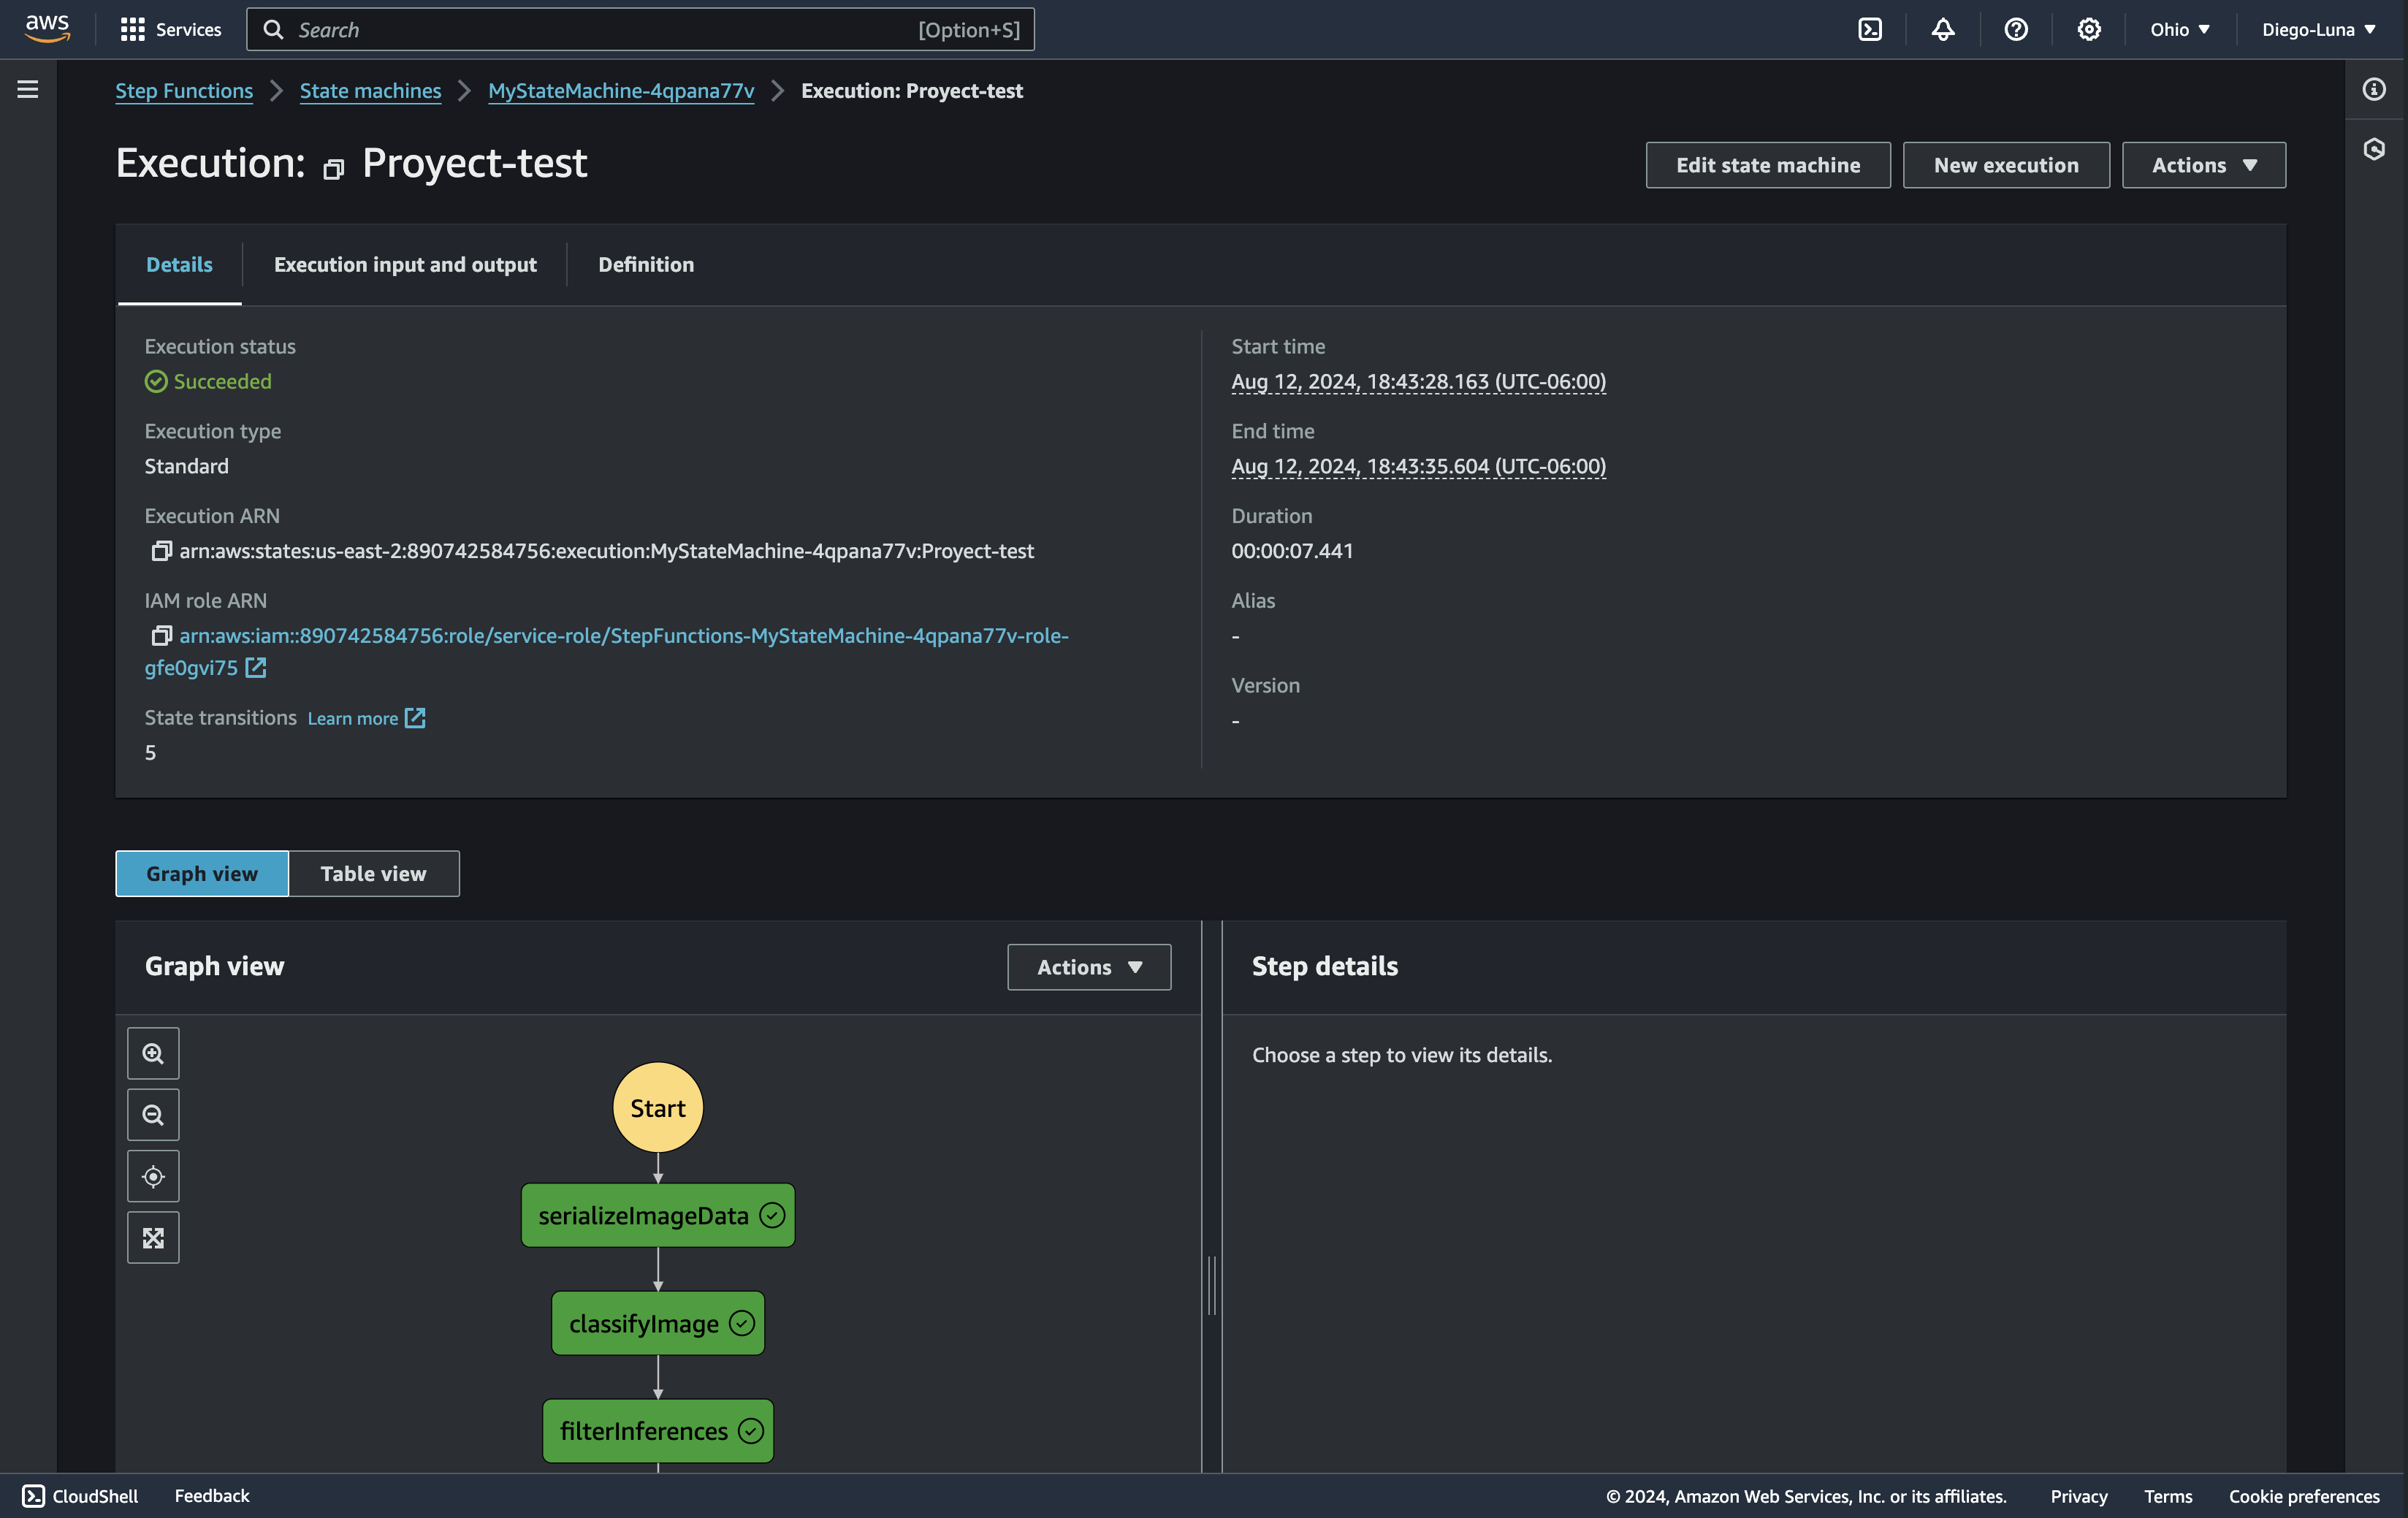 aws
Services
Search
[Option+S]
Ohio
Diego-Luna
Step Functions
State machines
MyStateMachine-4qpana77v
Execution: Proyect-test
Execution: Proyect-test
Edit state machine
New execution
Actions
Details
Execution input and output
Definition
Execution status
Succeeded
Execution type
Standard
Execution ARN
arn:aws:states:us-east-2:890742584756:execution:MyStateMachine-4qpana77v:Proyect-test
IAM role ARN
arn:aws:iam::890742584756:role/service-role/StepFunctions-MyStateMachine-4qpana77v-role-
gfe0gvi75
State transitions Learn more
5
Start time
Aug 12, 2024, 18:43:28.163 (UTC-06:00)
End time
Aug 12, 2024, 18:43:35.604 (UTC-06:00)
Duration
00:00:07.441
Alias
-
Version
-
Graph view
Table view
Graph view
Actions
Start
serializeImageData
classifyImage
filterInferences
Step details
Choose a step to view its details.
CloudShell
Feedback
© 2024, Amazon Web Services, Inc. or its affiliates.
Privacy
Terms
Cookie preferences